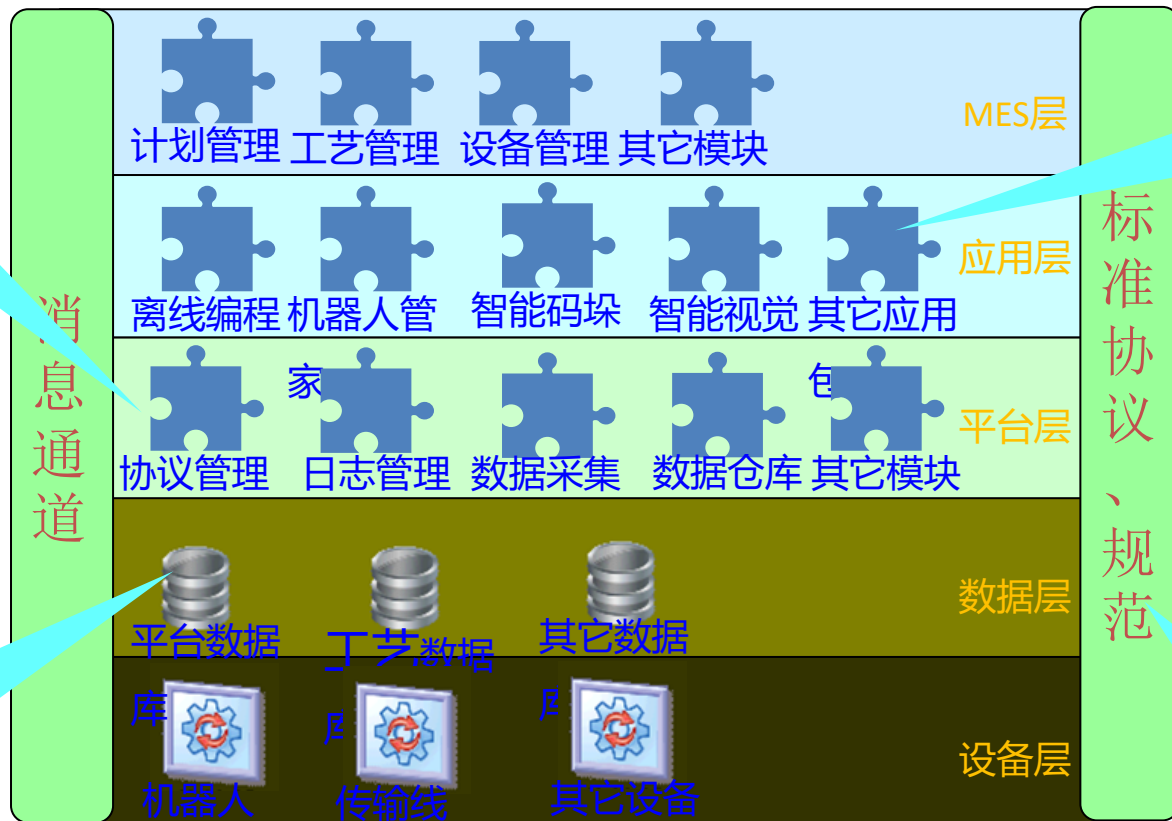 消息通道
计划管理 工艺管理 设备管理 其它模块
MES层
离线编程 机器人管家 智能码垛 智能视觉 其它应用包
应用层
协议管理 日志管理 数据采集 数据仓库 其它模块
平台层
平台数据库 工艺数据库 其它数据库
数据层
机器人 传输线 其它设备
设备层
标准协议、规范